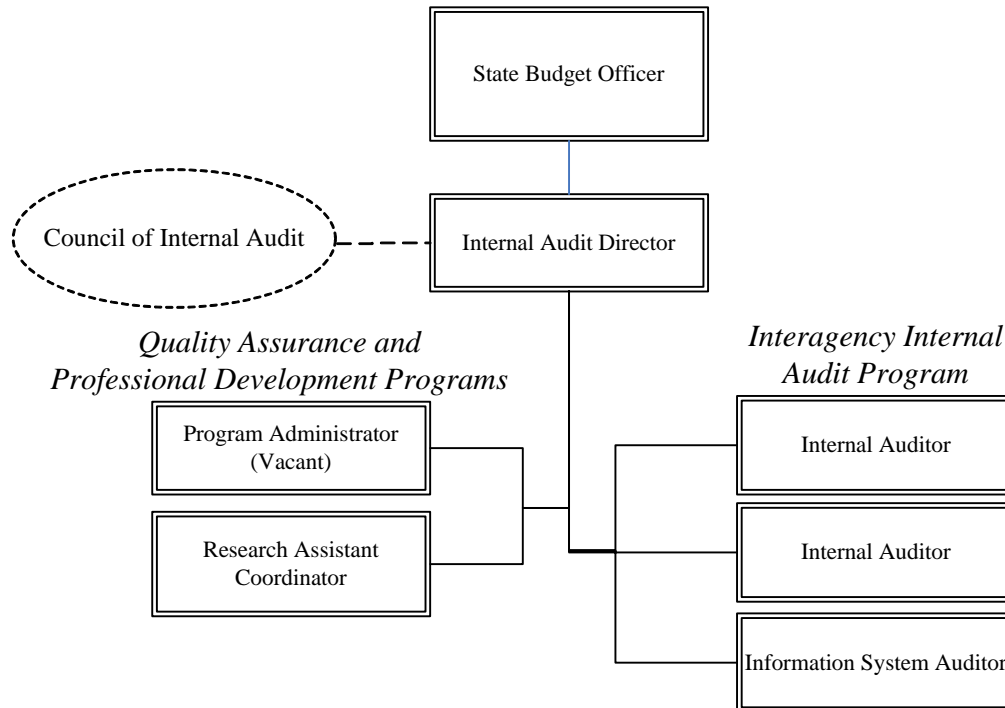 State Budget Officer
Council of Internal Audit
Internal Audit Director
Quality Assurance and
Professional Development Programs
Program Administrator
(Vacant)
Research Assistant
Coordinator
Interagency Internal
Audit Program
Internal Auditor
Internal Auditor
Information System Auditor